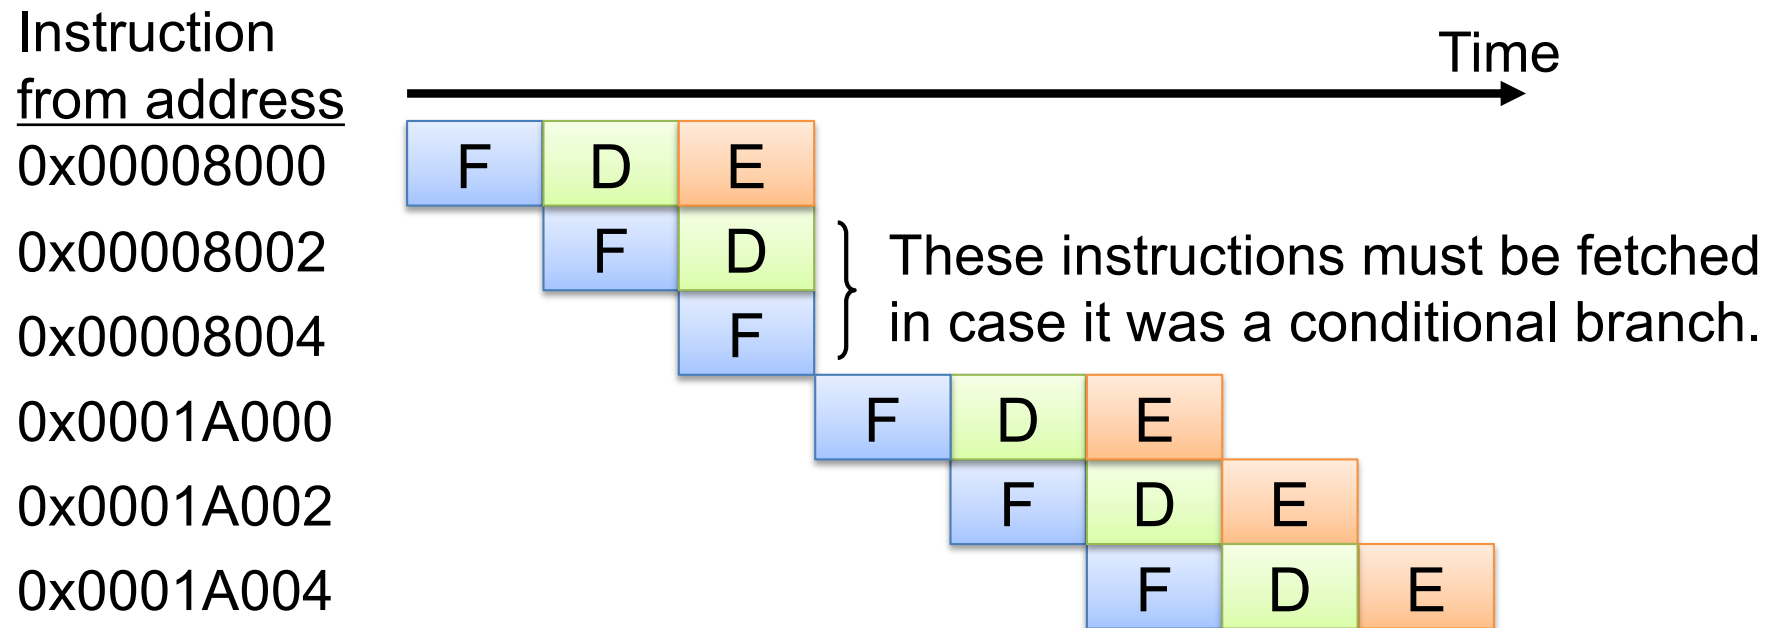 Instruction
from address
Time
0x00008000 F D E
0x00008002 F D
0x00008004 F
These instructions must be fetched
in case it was a conditional branch.
0x0001A000 F D E
0x0001A002 F D E
0x0001A004 F D E